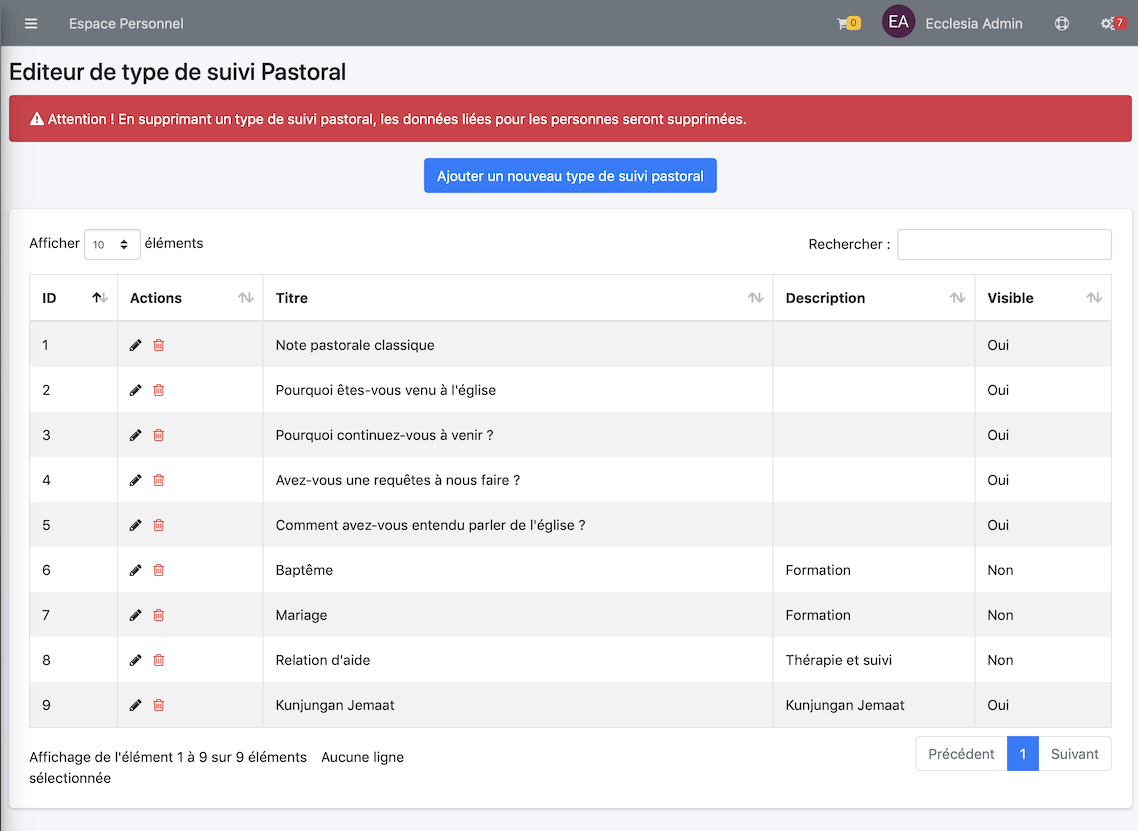 Espace Personnel 0 EA Ecclesia Admin 7
Editeur de type de suivi Pastoral
Attention ! En supprimant un type de suivi pastoral, les données liées pour les personnes seront supprimées.
Ajouter un nouveau type de suivi pastoral
Afficher 10 éléments Rechercher :
ID Actions Titre Description Visible
1 Note pastorale classique Oui
2 Pourquoi êtes-vous venu à l'église Oui
3 Pourquoi continuez-vous à venir ? Oui
4 Avez-vous une requêtes à nous faire ? Oui
5 Comment avez-vous entendu parler de l'église ? Oui
6 Baptême Formation Non
7 Mariage Formation Non
8 Relation d'aide Thérapie et suivi Non
9 Kunjungan Jemaat Kunjungan Jemaat Oui
Affichage de l'élément 1 à 9 sur 9 éléments Aucune ligne
sélectionnée
Précédent 1 Suivant